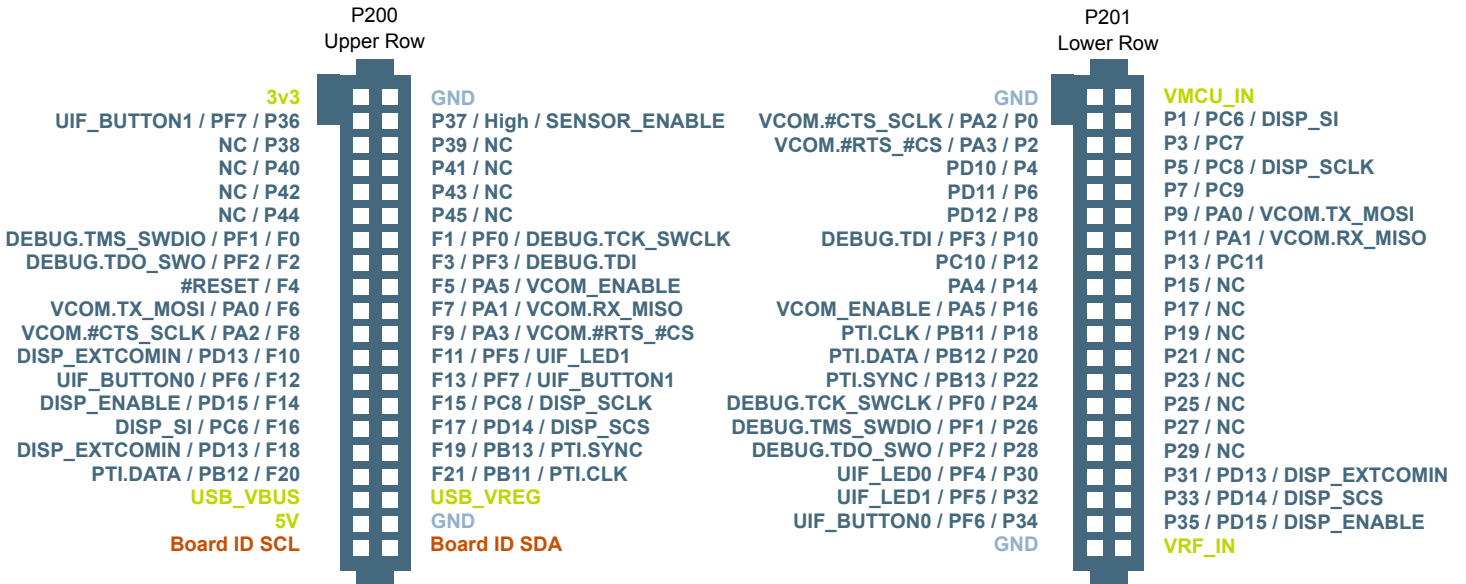 P200
Upper Row
3v3
UIF_BUTTON1 / PF7 / P36
NC / P38
NC / P40
NC / P42
NC / P44
DEBUG.TMS_SWDIO / PF1 / F0
DEBUG.TDO_SWO / PF2 / F2
#RESET / F4
VCOM.TX_MOSI / PA0 / F6
VCOM.#CTS_SCLK / PA2 / F8
DISP_EXTCOMIN / PD13 / F10
UIF_BUTTON0 / PF6 / F12
DISP_ENABLE / PD15 / F14
DISP_SI / PC6 / F16
DISP_EXTCOMIN / PD13 / F18
PTI.DATA / PB12 / F20
USB_VBUS
5V
Board ID SCL
GND
P37 / High / SENSOR_ENABLE
P39 / NC
P41 / NC
P43 / NC
P45 / NC
F1 / PF0 / DEBUG.TCK_SWCLK
F3 / PF3 / DEBUG.TDI
F5 / PA5 / VCOM_ENABLE
F7 / PA1 / VCOM.RX_MISO
F9 / PA3 / VCOM.#RTS_#CS
F11 / PF5 / UIF_LED1
F13 / PF7 / UIF_BUTTON1
F15 / PC8 / DISP_SCLK
F17 / PD14 / DISP_SCS
F19 / PB13 / PTI.SYNC
F21 / PB11 / PTI.CLK
USB_VREG
GND
Board ID SDA
P201
Lower Row
GND
VCOM.#CTS_SCLK / PA2 / P0
VCOM.#RTS_#CS / PA3 / P2
PD10 / P4
PD11 / P6
PD12 / P8
DEBUG.TDI / PF3 / P10
PC10 / P12
PA4 / P14
VCOM_ENABLE / PA5 / P16
PTI.CLK / PB11 / P18
PTI.DATA / PB12 / P20
PTI.SYNC / PB13 / P22
DEBUG.TCK_SWCLK / PF0 / P24
DEBUG.TMS_SWDIO / PF1 / P26
DEBUG.TDO_SWO / PF2 / P28
UIF_LED0 / PF4 / P30
UIF_LED1 / PF5 / P32
UIF_BUTTON0 / PF6 / P34
GND
VMCU_IN
P1 / PC6 / DISP_SI
P3 / PC7
P5 / PC8 / DISP_SCLK
P7 / PC9
P9 / PA0 / VCOM.TX_MOSI
P11 / PA1 / VCOM.RX_MISO
P13 / PC11
P15 / NC
P17 / NC
P19 / NC
P21 / NC
P23 / NC
P25 / NC
P27 / NC
P29 / NC
P31 / PD13 / DISP_EXTCOMIN
P33 / PD14 / DISP_SCS
P35 / PD15 / DISP_ENABLE
VRF_IN